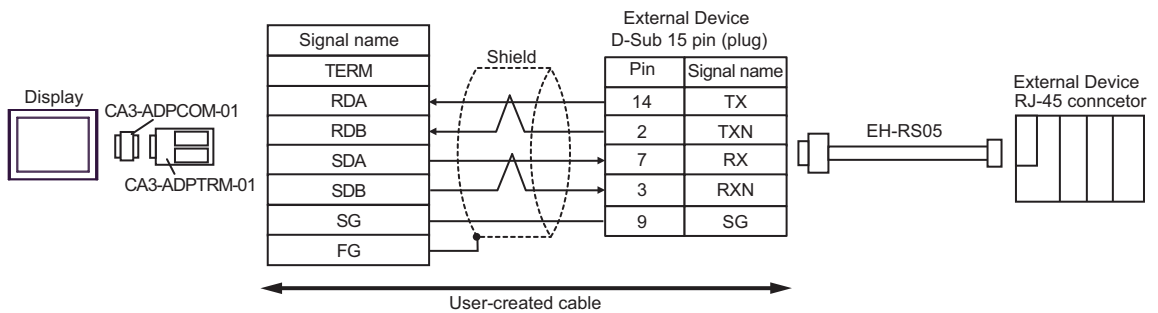 Display
CA3-ADPCOM-01
CA3-ADPTRM-01
Signal name
TERM
RDA
RDB
SDA
SDB
SG
FG
Shield
External Device
D-Sub 15 pin (plug)
Pin Signal name
14 TX
2 TXN
7 RX
3 RXN
9 SG
EH-RS05
External Device
RJ-45 conncetor
User-created cable